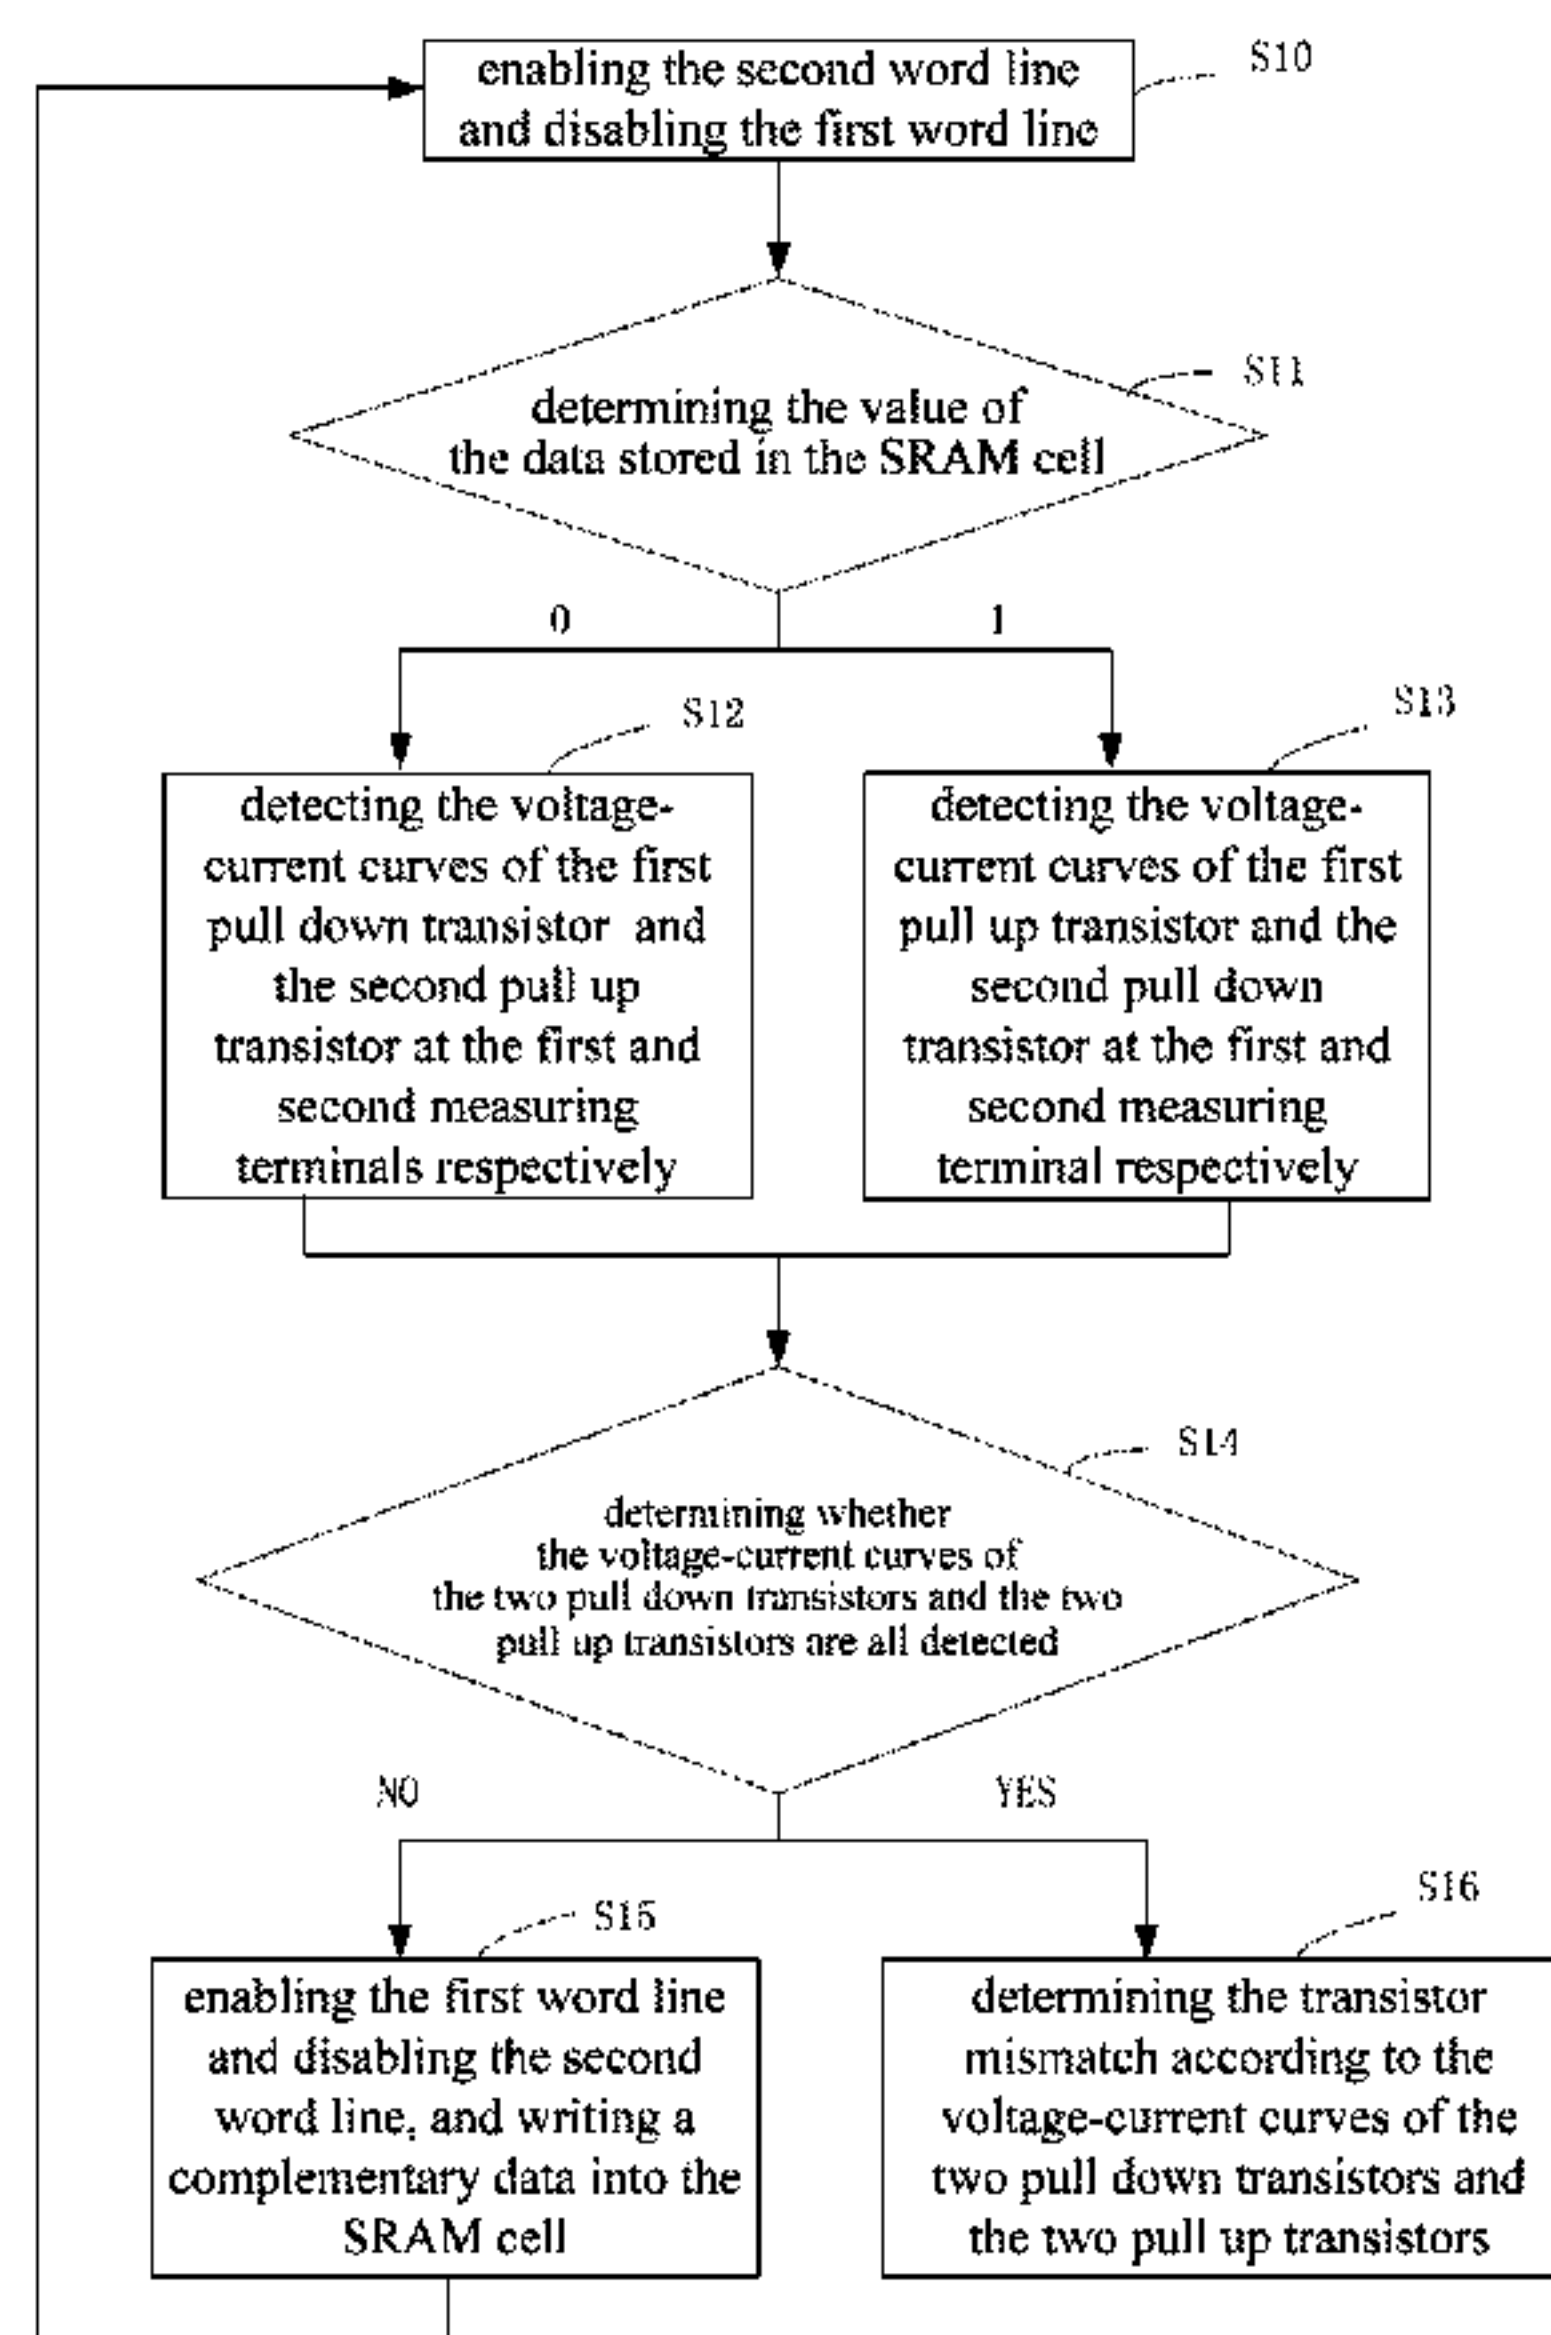 enabling the second word line
and disabling the first word line
S10
determining the value of
the data stored in the SRAM cell
S11
0
1
S12
detecting the voltage-
current curves of the first
pull down transistor and
the second pull up
transistor at the first and
second measuring
terminals respectively
S13
detecting the voltage-
current curves of the first
pull up transistor and the
second pull down
transistor at the first and
second measuring
terminal respectively
S14
determining whether
the voltage-current curves of
the two pull down transistors and the two
pull up transistors are all detected
NO
YES
S15
enabling the first word line
and disabling the second
word line, and writing a
complementary data into the
SRAM cell
S16
determining the transistor
mismatch according to the
voltage-current curves of the
two pull down transistors and
the two pull up transistors